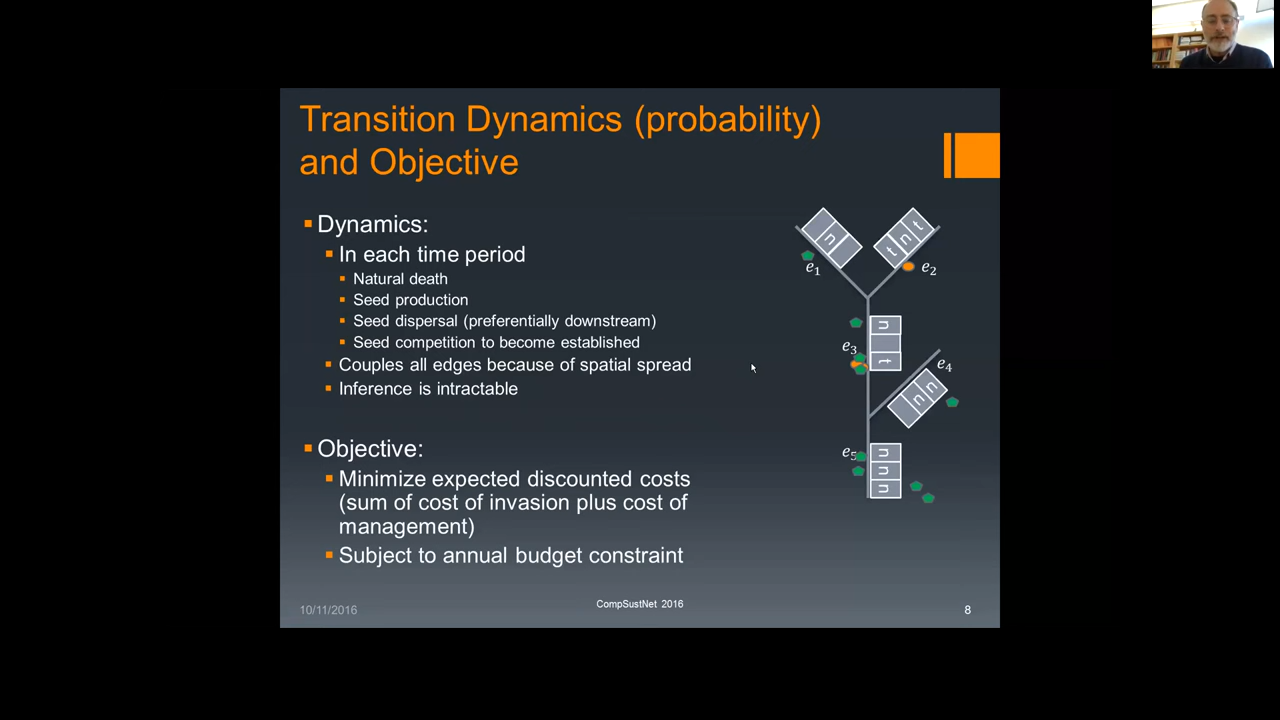 Transition Dynamics (probability)
and Objective
Dynamics:
In each time period
Natural death
Seed production
Seed dispersal (preferentially downstream)
Seed competition to become established
Couples all edges because of spatial spread
Inference is intractable
Objective:
Minimize expected discounted costs
(sum of cost of invasion plus cost of
management)
Subject to annual budget constraint
n
e1
t n t
e2
n
t
e3
n n
e4
n
n
n
e5
10/11/2016
CompSustNet 2016
8